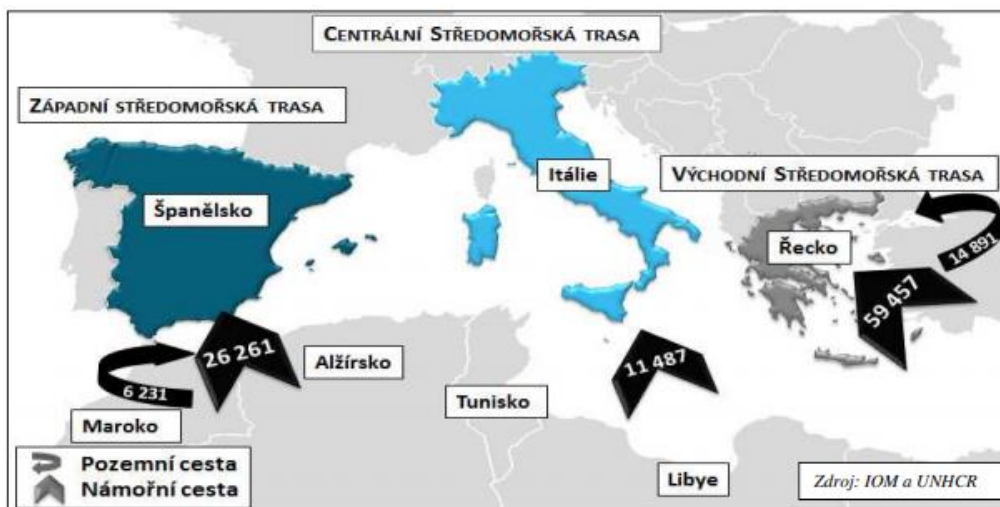 CENTRÁLNÍ STŘEDOMOŘSKÁ TRASA
ZÁPADNÍ STŘEDOMOŘSKÁ TRASA
Itálie
VÝCHODNÍ STŘEDOMOŘSKÁ TRASA
Španělsko
Řecko
14 891
59 457
26 261
Alžírsko
11 487
6 231
Tunisko
Maroko
Pozemní cesta
Námořní cesta
Libye
Zdroj: IOM a UNHCR